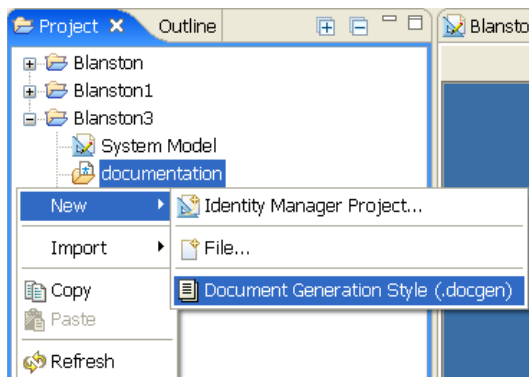 Project Outline Blansto
Blanston
Blanston1
Blanston3
System Model
documentation
New Identity Manager Project...
Import File...
Copy Document Generation Style (.docgen)
Paste
Refresh